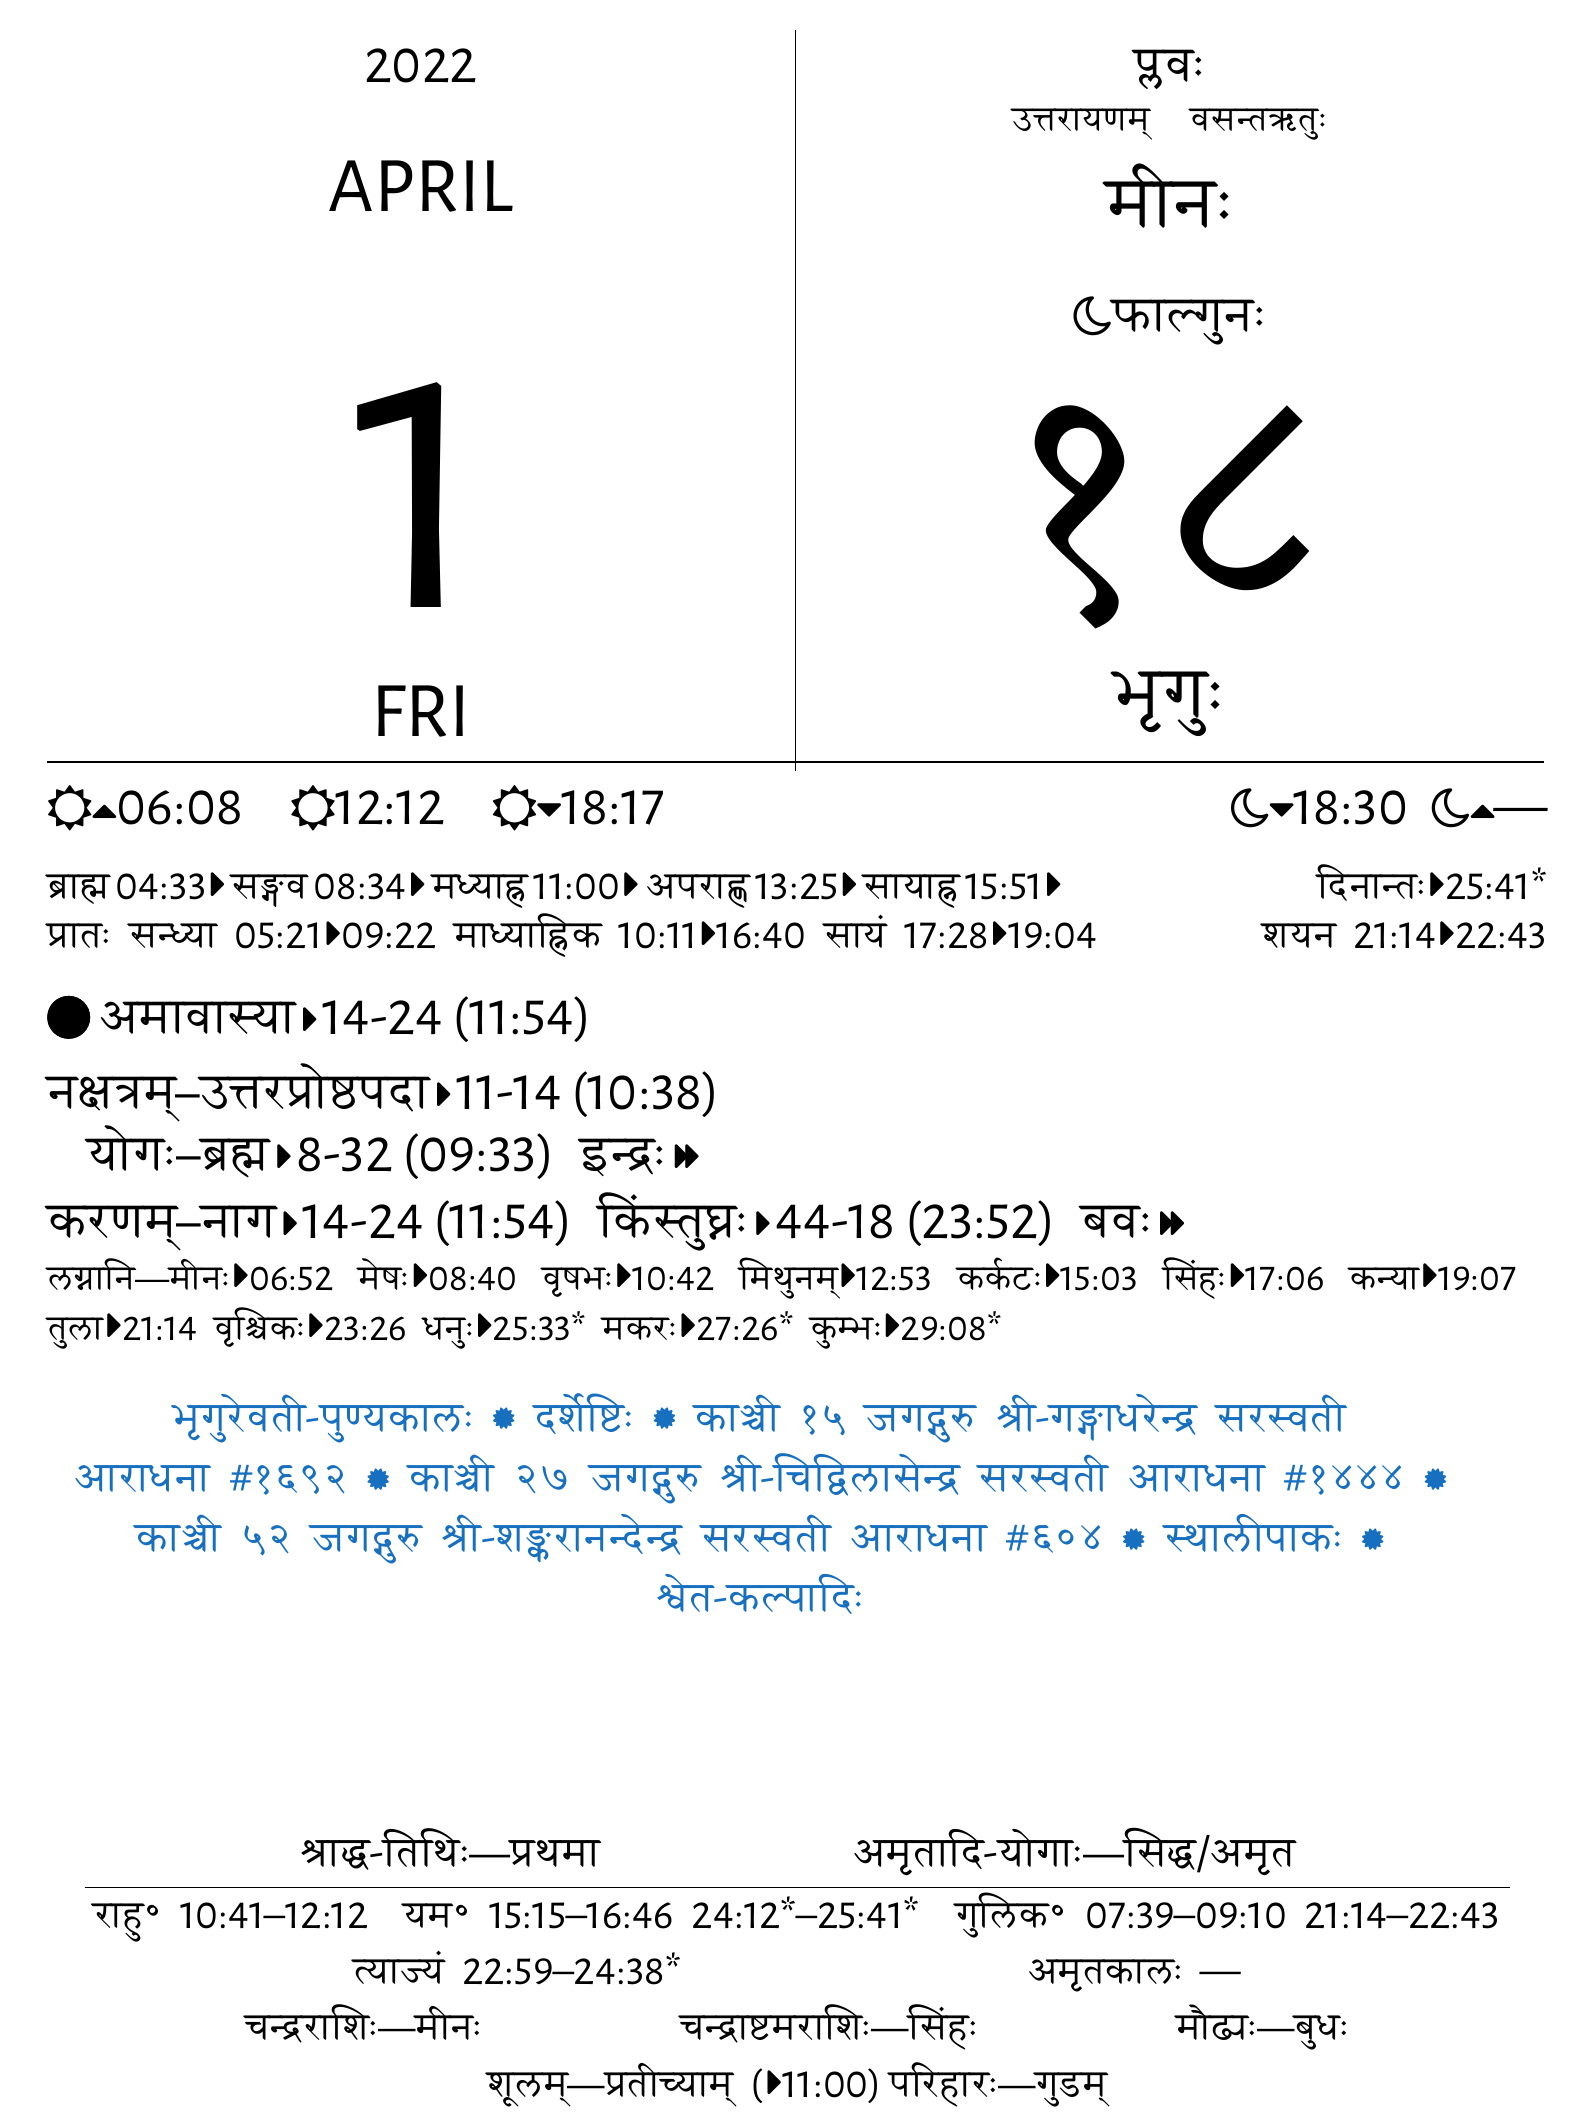 2022
APRIL
1
FRI
प्लवः
उत्तरायणम् वसन्तऋतुः
मीनः
फाल्गुनः
१८
भृगुः
06:08 12:12 18:17 18:30 —
ब्राह्म 04:33 सङ्गव 08:34 मध्याह्न 11:00 अपराह्ण 13:25 सायाह्न 15:51 दिनान्तः 25:41*
प्रातः सन्ध्या 05:21 09:22 माध्याह्निक 10:11 16:40 सायं 17:28 19:04 शयन 21:14 22:43
अमावास्या 14-24 (11:54)
नक्षत्रम्–उत्तरप्रोष्ठपदा 11-14 (10:38)
योगः–ब्रह्म 8-32 (09:33) इन्द्रः
करणम्–नाग 14-24 (11:54) किंस्तुघ्नः 44-18 (23:52) बवः
लग्नानि—मीनः 06:52 मेषः 08:40 वृषभः 10:42 मिथुनम् 12:53 कर्कटः 15:03 सिंहः 17:06 कन्या 19:07
तुला 21:14 वृश्चिकः 23:26 धनुः 25:33* मकरः 27:26* कुम्भः 29:08*
भृगुरेवती-पुण्यकालः ✹ दर्शेष्टिः ✹ काञ्ची १५ जगद्गुरु श्री-गङ्गाधरेन्द्र सरस्वती
आराधना #१६९२ ✹ काञ्ची २७ जगद्गुरु श्री-चिद्विलासेन्द्र सरस्वती आराधना #१४४४ ✹
काञ्ची ५२ जगद्गुरु श्री-शङ्करानन्देन्द्र सरस्वती आराधना #६०४ ✹ स्थालीपाकः ✹
श्वेत-कल्पादिः
श्राद्ध-तिथिः—प्रथमा अमृतादि-योगाः—सिद्ध/अमृत
राहु॰ 10:41–12:12 यम॰ 15:15–16:46 24:12*–25:41* गुलिक॰ 07:39–09:10 21:14–22:43
त्याज्यं 22:59–24:38* अमृतकालः —
चन्द्रराशिः—मीनः चन्द्राष्टमराशिः—सिंहः मौढ्यः—बुधः
शूलम्—प्रतीच्याम् (11:00) परिहारः—गुडम्